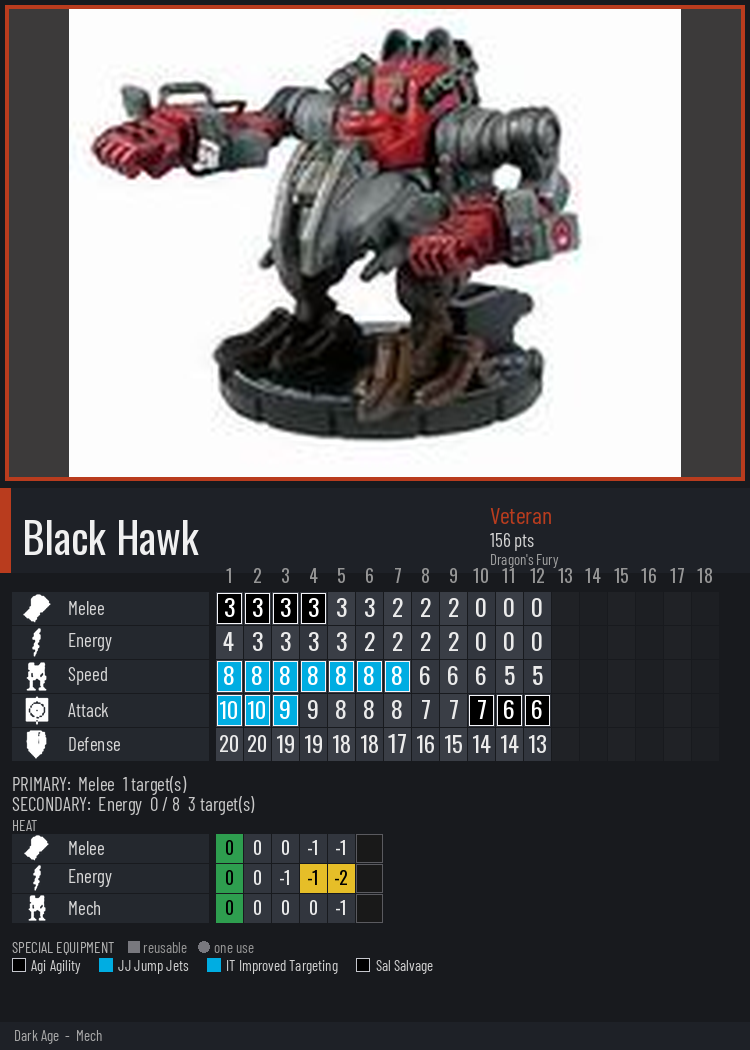 Black Hawk
Veteran
156 pts
Dragon's Fury
1 2 3 4 5 6 7 8 9 10 11 12 13 14 15 16 17 18
Melee 3 3 3 3 3 3 2 2 2 0 0 0
Energy 4 3 3 3 3 2 2 2 2 0 0 0
Speed 8 8 8 8 8 8 8 6 6 6 5 5
Attack 10 10 9 9 8 8 8 7 7 7 6 6
Defense 20 20 19 19 18 18 17 16 15 14 14 13
PRIMARY: Melee 1 target(s)
SECONDARY: Energy 0 / 8 3 target(s)
HEAT
Melee 0 0 0 -1 -1
Energy 0 0 -1 -1 -2
Mech 0 0 0 0 -1
SPECIAL EQUIPMENT reusable one use
Agi Agility JJ Jump Jets IT Improved Targeting Sal Salvage
Dark Age - Mech